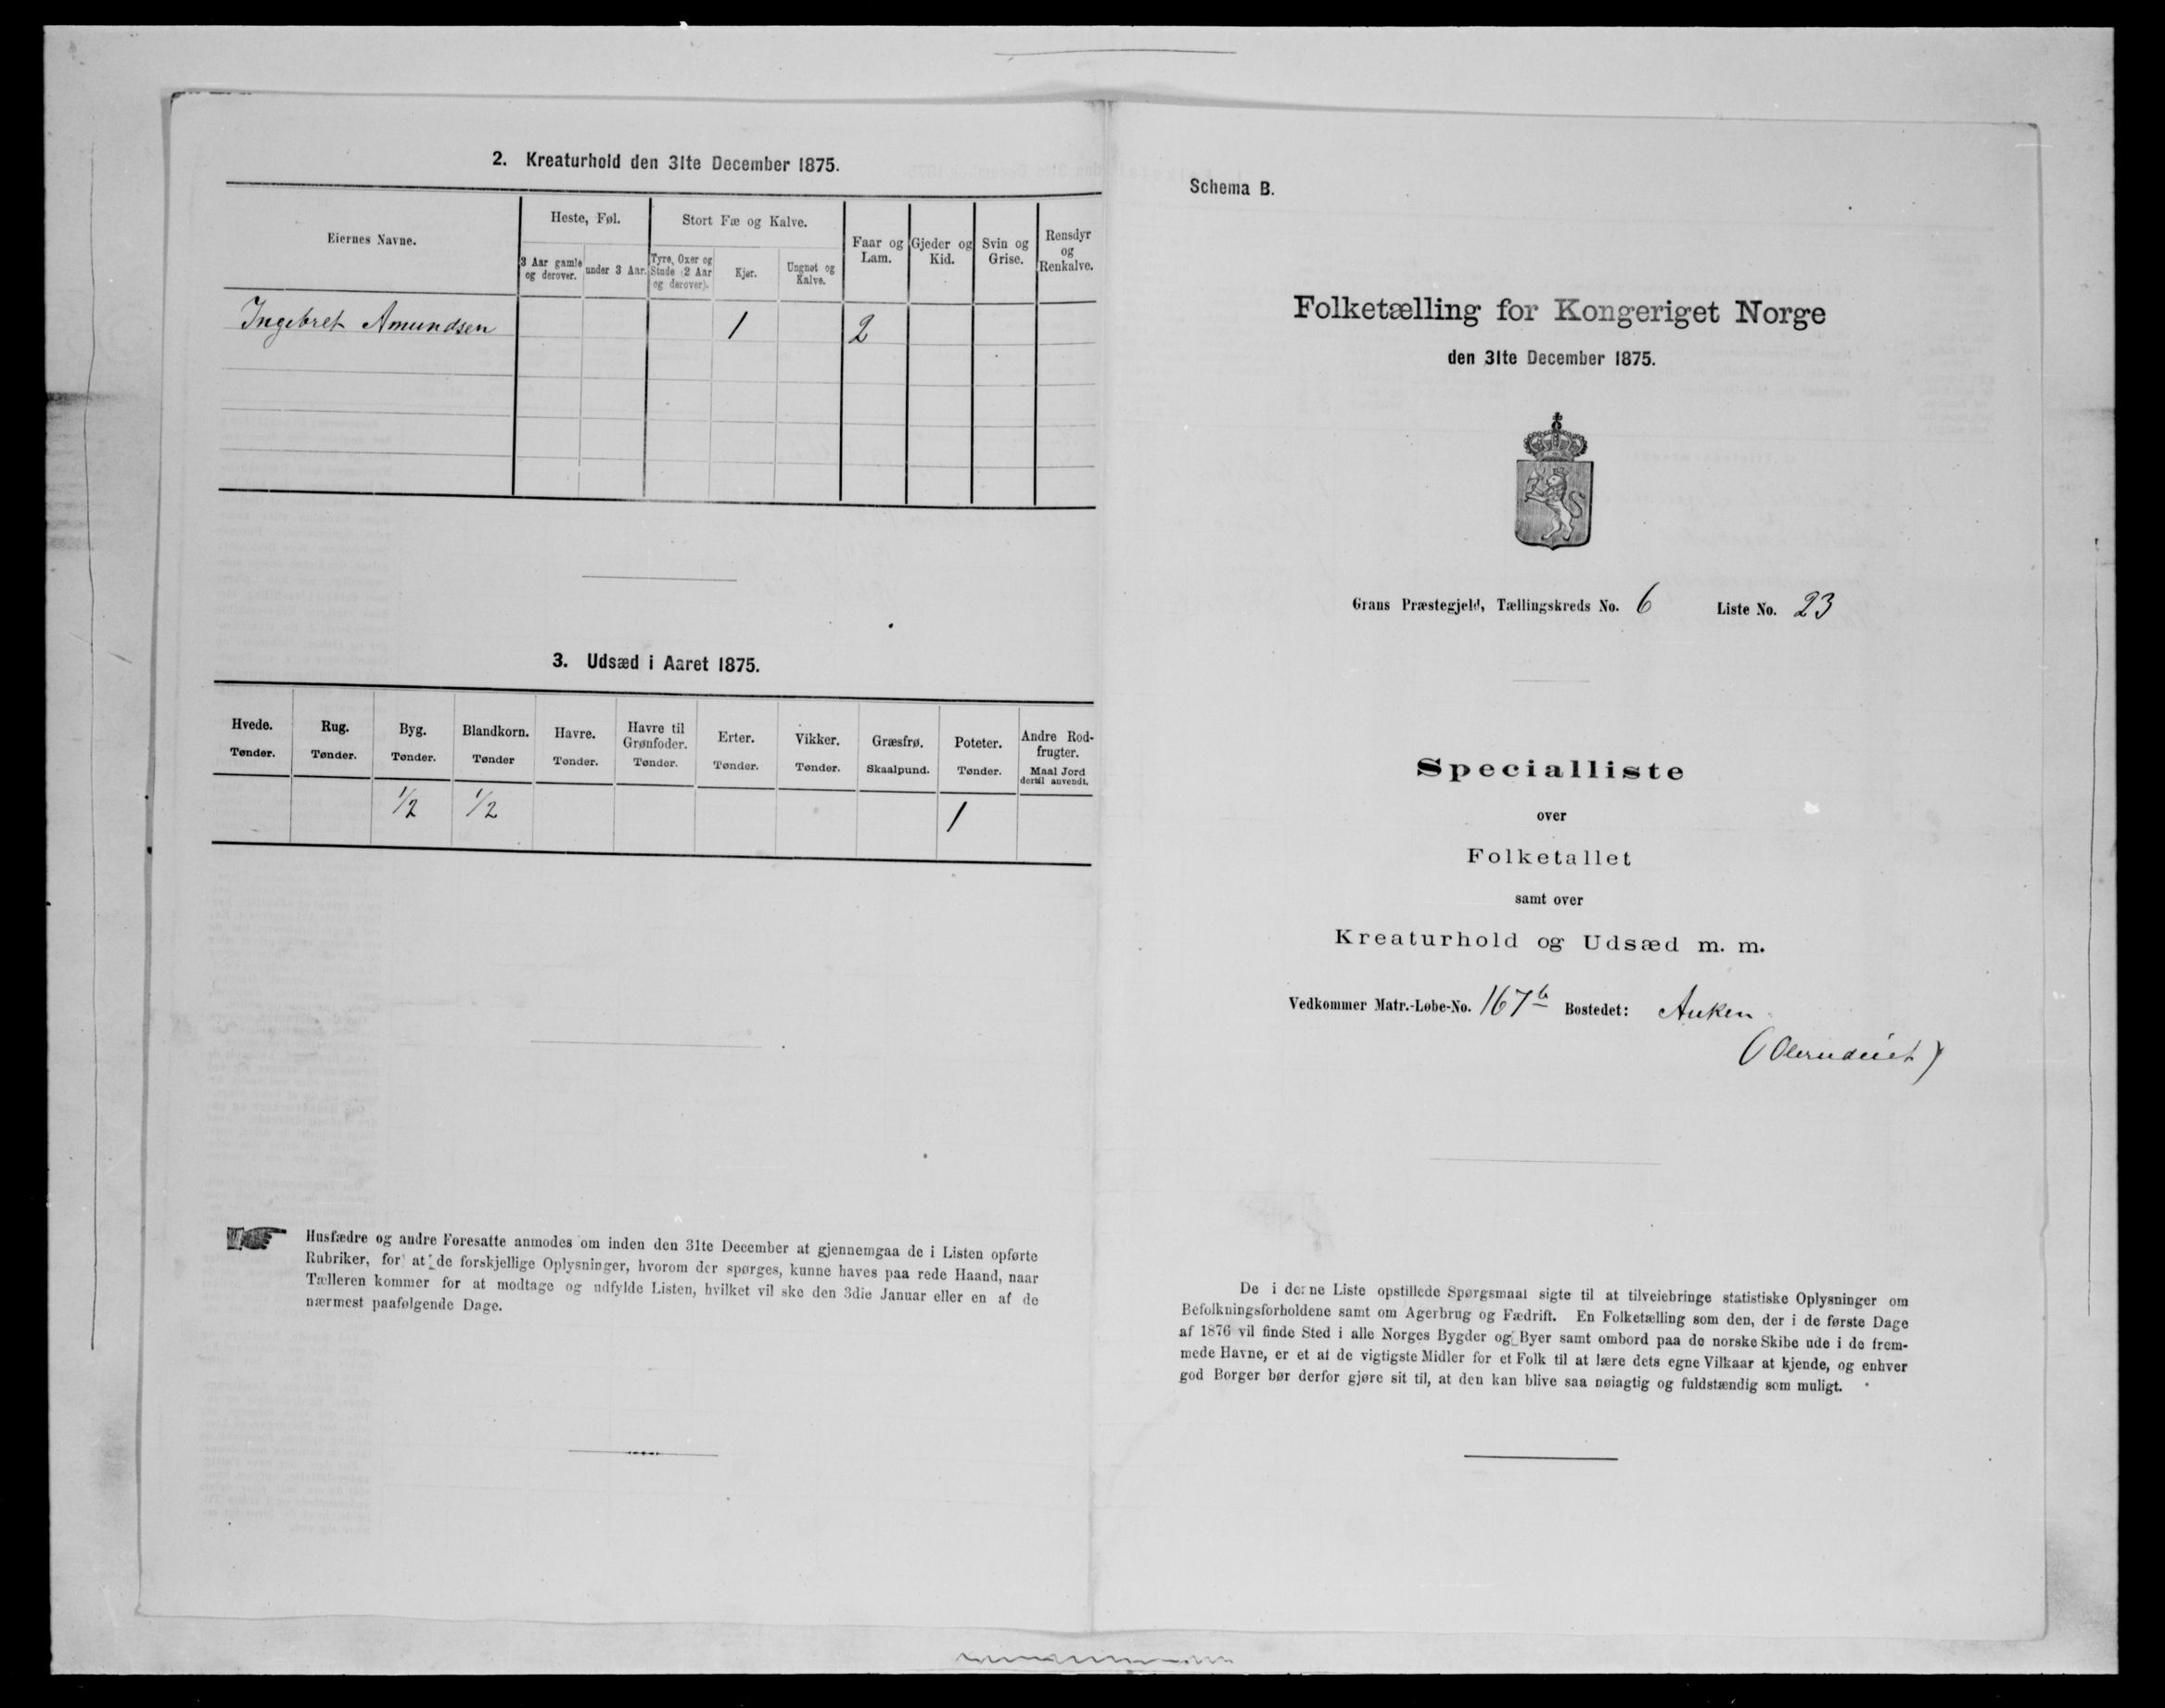 2. Kreaturhold den 31te December 1875.
Eiernes Navne.
Heste, Føl.
Stort Fæ og Kalve.
Faar og Lam.
Gjeder og Kid.
Svin og Grise.
Rensdyr og Renkalve.
3 Aar gamle og derover.
under 3 Aar.
Tyre, Oxer og Stude (2 Aar og derover).
Kjør.
Ungnøt og Kalve.
Ingebret Amundsen 1 2
3. Udsæd i Aaret 1875.
Hvede. Rug. Byg. Blandkorn. Havre. Havre til Grønfoder. Erter. Vikker. Græsfrø. Poteter. Andre Rodfrugter.
Tønder. Tønder. Tønder. Tønder Tønder. Tønder. Tønder. Tønder. Skaalpund. Tønder. Maal Jord dertil anvendt.
1/2 1/2 1
Husfædre og andre Foresatte anmodes om inden den 31te December at gjennemgaa de i Listen opførte
Rubriker, for at de forskjellige Oplysninger, hvorom der spørges, kunne haves paa rede Haand, naar
Tælleren kommer for at modtage og udfylde Listen, hvilket vil ske den 3die Januar eller en af de
nærmest paafølgende Dage.
Schema B.
Folketælling for Kongeriget Norge
den 31te December 1875.
Grans Præstegjeld, Tællingskreds No. 6 Liste No. 23
Specialliste
over
Folketallet
samt over
Kreaturhold og Udsæd m. m.
Vedkommer Matr.-Løbe-No. 167b Bostedet: Auken
De i denne Liste opstillede Spørgsmaal sigte til at tilveiebringe statistiske Oplysninger om
Befolkningsforholdene samt om Agerbrug og Fædrift. En Folketælling som den, der i de første Dage
af 1876 vil finde Sted i alle Norges Bygder og Byer samt ombord paa de norske Skibe ude i de frem-
mede Havne, er et af de vigtigste Midler for et Folk til at lære dets egne Vilkaar at kjende, og enhver
god Borger bør derfor gjøre sit til, at den kan blive saa nøiagtig og fuldstændig som muligt.